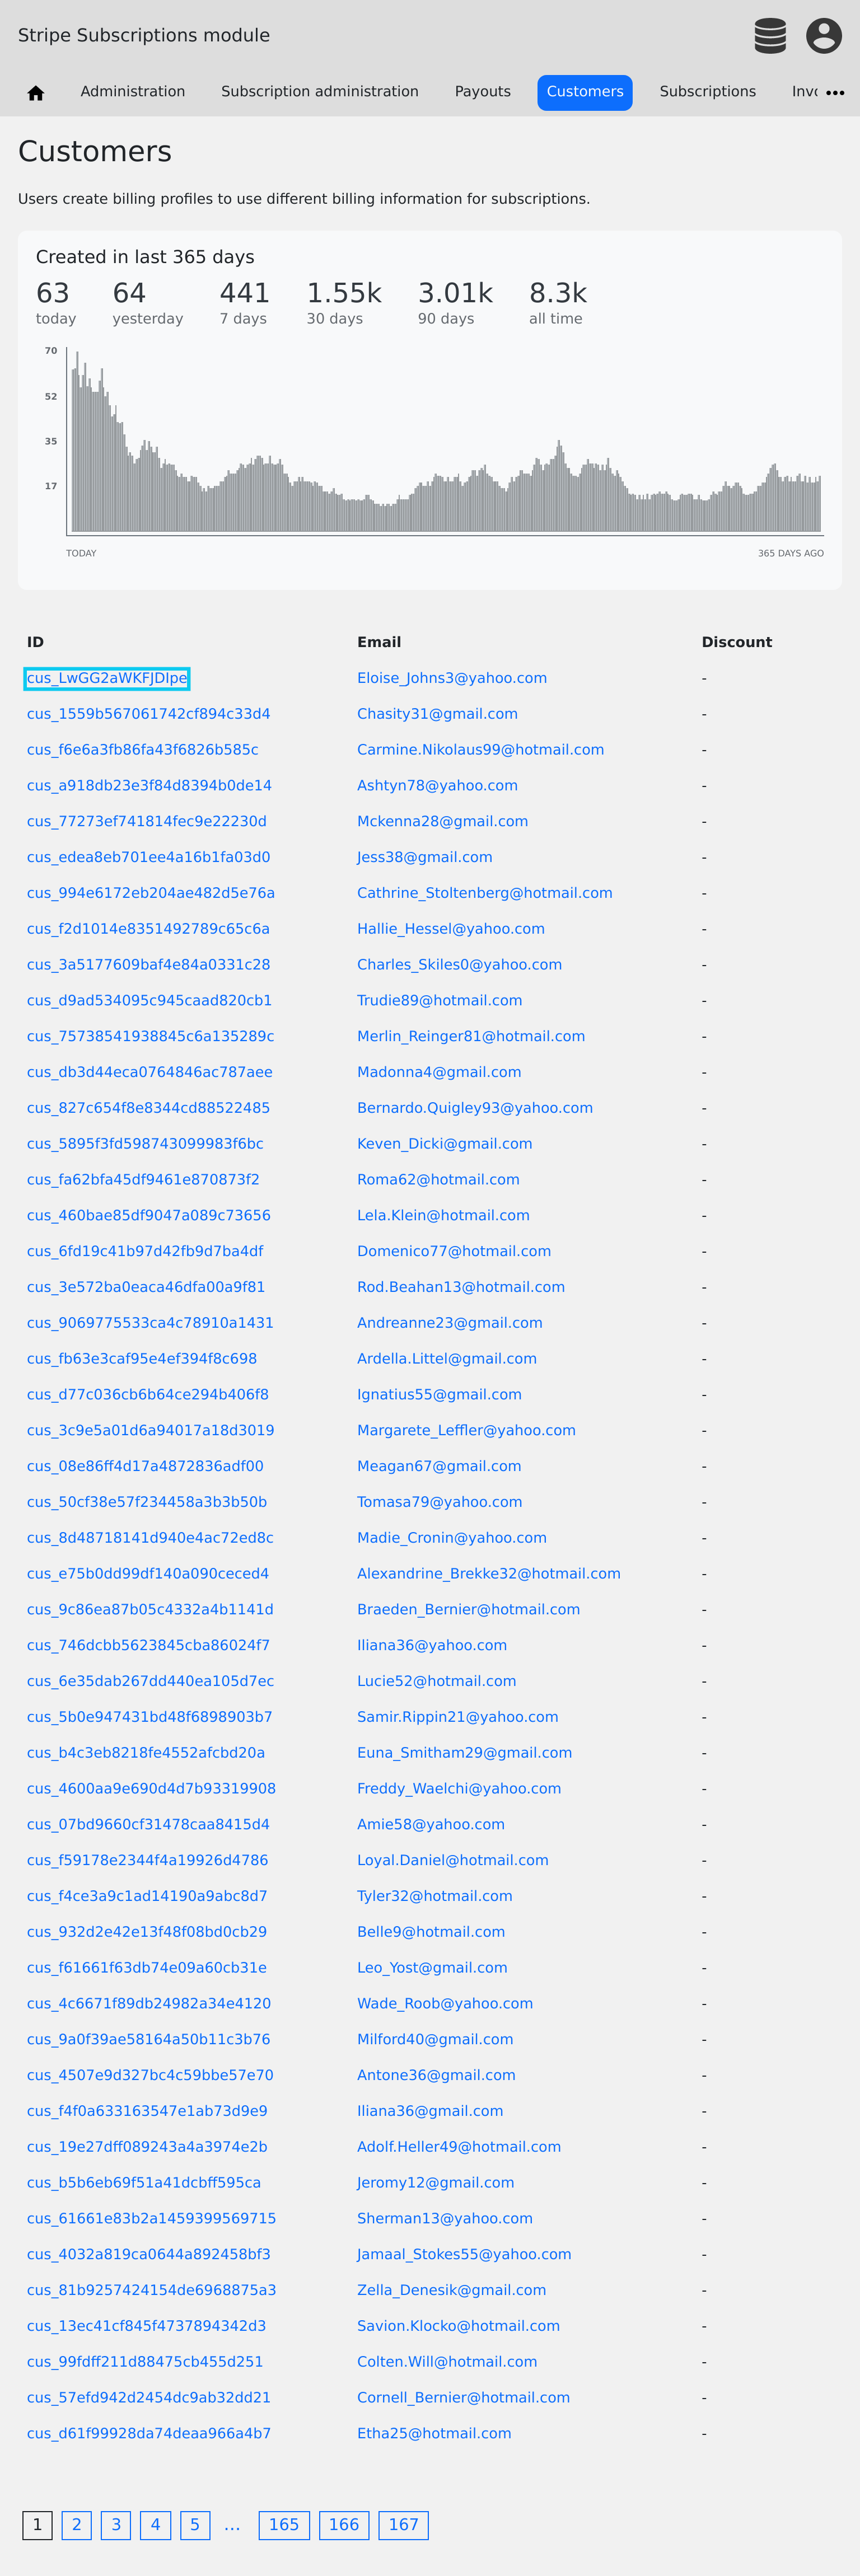 Stripe Subscriptions module
Administration Subscription administration Payouts Customers Subscriptions
Customers
Users create billing profiles to use different billing information for subscriptions.
Created in last 365 days
63 64 441 1.55k 3.01k 8.3k
today yesterday 7 days 30 days 90 days all time
70
52
35
17
TODAY 365 DAYS AGO
ID Email Discount
cus_LwGG2aWKFJDIpe Eloise_Johns3@yahoo.com -
cus_1559b567061742cf894c33d4 Chasity31@gmail.com -
cus_f6e6a3fb86fa43f6826b585c Carmine.Nikolaus99@hotmail.com -
cus_a918db23e3f84d8394b0de14 Ashtyn78@yahoo.com -
cus_77273ef741814fec9e22230d Mckenna28@gmail.com -
cus_edea8eb701ee4a16b1fa03d0 Jess38@gmail.com -
cus_994e6172eb204ae482d5e76a Cathrine_Stoltenberg@hotmail.com -
cus_f2d1014e8351492789c65c6a Hallie_Hessel@yahoo.com -
cus_3a5177609baf4e84a0331c28 Charles_Skiles0@yahoo.com -
cus_d9ad534095c945caad820cb1 Trudie89@hotmail.com -
cus_75738541938845c6a135289c Merlin_Reinger81@hotmail.com -
cus_db3d44eca0764846ac787aee Madonna4@gmail.com -
cus_827c654f8e8344cd88522485 Bernardo.Quigley93@yahoo.com -
cus_5895f3fd598743099983f6bc Keven_Dicki@gmail.com -
cus_fa62bfa45df9461e870873f2 Roma62@hotmail.com -
cus_460bae85df9047a089c73656 Lela.Klein@hotmail.com -
cus_6fd19c41b97d42fb9d7ba4df Domenico77@hotmail.com -
cus_3e572ba0eaca46dfa00a9f81 Rod.Beahan13@hotmail.com -
cus_9069775533ca4c78910a1431 Andreanne23@gmail.com -
cus_fb63e3caf95e4ef394f8c698 Ardella.Littel@gmail.com -
cus_d77c036cb6b64ce294b406f8 Ignatius55@gmail.com -
cus_3c9e5a01d6a94017a18d3019 Margarete_Leffler@yahoo.com -
cus_08e86ff4d17a4872836adf00 Meagan67@gmail.com -
cus_50cf38e57f234458a3b3b50b Tomasa79@yahoo.com -
cus_8d48718141d940e4ac72ed8c Madie_Cronin@yahoo.com -
cus_e75b0dd99df140a090ceced4 Alexandrine_Brekke32@hotmail.com -
cus_9c86ea87b05c4332a4b1141d Braeden_Bernier@hotmail.com -
cus_746dcbb5623845cba86024f7 Iliana36@yahoo.com -
cus_6e35dab267dd440ea105d7ec Lucie52@hotmail.com -
cus_5b0e947431bd48f6898903b7 Samir.Rippin21@yahoo.com -
cus_b4c3eb8218fe4552afcbd20a Euna_Smitham29@gmail.com -
cus_4600aa9e690d4d7b93319908 Freddy_Waelchi@yahoo.com -
cus_07bd9660cf31478caa8415d4 Amie58@yahoo.com -
cus_f59178e2344f4a19926d4786 Loyal.Daniel@hotmail.com -
cus_f4ce3a9c1ad14190a9abc8d7 Tyler32@hotmail.com -
cus_932d2e42e13f48f08bd0cb29 Belle9@hotmail.com -
cus_f61661f63db74e09a60cb31e Leo_Yost@gmail.com -
cus_4c6671f89db24982a34e4120 Wade_Roob@yahoo.com -
cus_9a0f39ae58164a50b11c3b76 Milford40@gmail.com -
cus_4507e9d327bc4c59bbe57e70 Antone36@gmail.com -
cus_f4f0a633163547e1ab73d9e9 Iliana36@gmail.com -
cus_19e27dff089243a4a3974e2b Adolf.Heller49@hotmail.com -
cus_b5b6eb69f51a41dcbff595ca Jeromy12@gmail.com -
cus_61661e83b2a1459399569715 Sherman13@yahoo.com -
cus_4032a819ca0644a892458bf3 Jamaal_Stokes55@yahoo.com -
cus_81b9257424154de6968875a3 Zella_Denesik@gmail.com -
cus_13ec41cf845f4737894342d3 Savion.Klocko@hotmail.com -
cus_99fdff211d88475cb455d251 Colten.Will@hotmail.com -
cus_57efd942d2454dc9ab32dd21 Cornell_Bernier@hotmail.com -
cus_d61f99928da74deaa966a4b7 Etha25@hotmail.com -
1 2 3 4 5 … 165 166 167